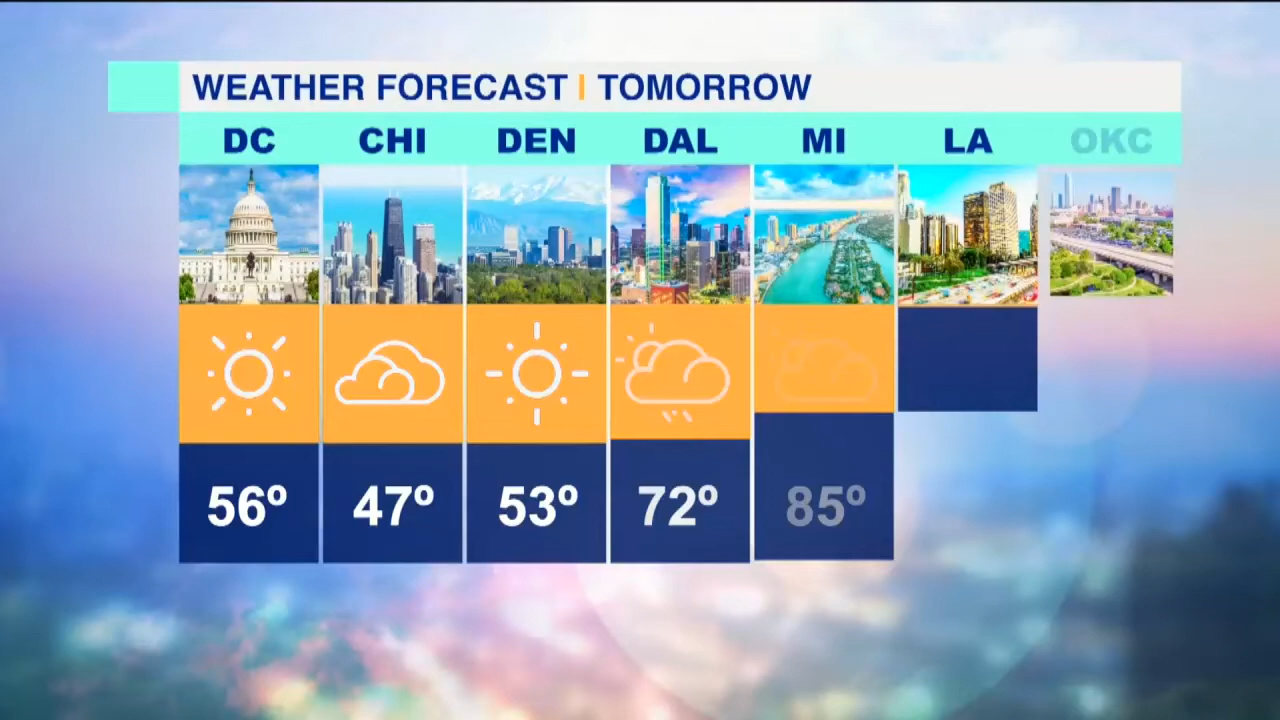 WEATHER FORECAST | TOMORROW
DC CHI DEN DAL MI LA OKC
56º 47º 53º 72º 85º